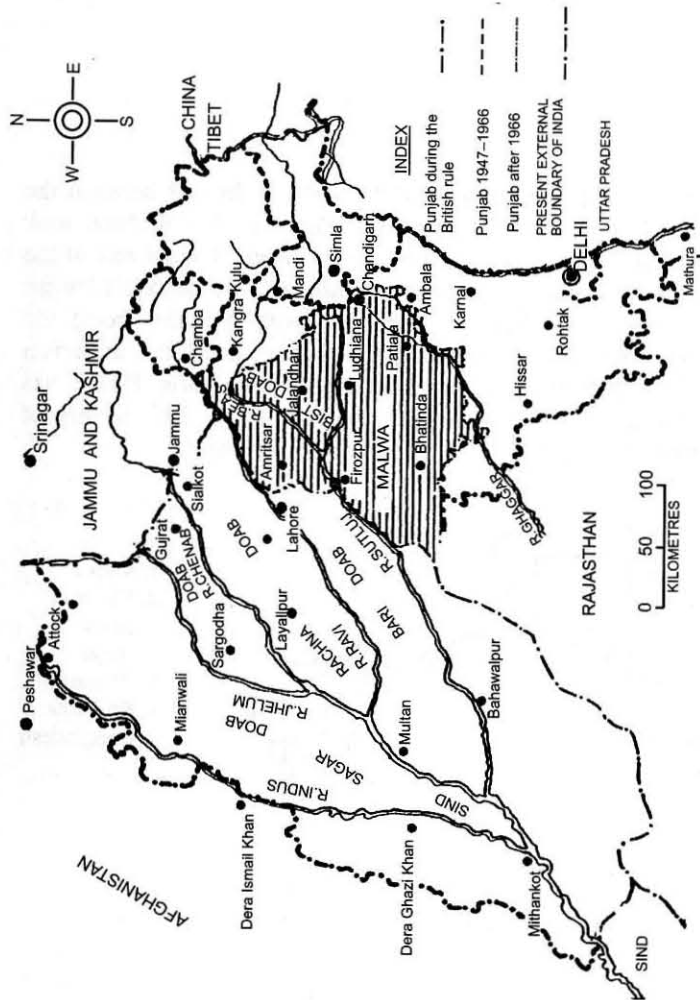 N
E
S
W
CHINA
TIBET
INDEX
Punjab during the
British rule
Punjab 1947–1966
Punjab after 1966
PRESENT EXTERNAL
BOUNDARY OF INDIA
UTTAR PRADESH
Srinagar
JAMMU AND KASHMIR
Peshawar
Attock
Jammu
Sialkot
Gujrat
DOAB
R.CHENAB
Chamba
Kangra
Kulu
Mandi
Simla
Chandigarh
Ambala
Karnal
DELHI
Mathura
Rohtak
Hissar
Patiala
Ludhiana
Jalandhar
BIST
DOAB
R.BEAS
Amritsar
Firozpur
MALWA
Bhatinda
R.GHAGGAR
R.SUTLUJ
Lahore
DOAB
Mianwali
Sargodha
Layallpur
RACHNA
R.RAVI
BARI
DOAB
R.JHELUM
DOAB
SAGAR
SIND
R.INDUS
Multan
Bahawalpur
Dera Ismail Khan
Dera Ghazi Khan
Mithankot
AFGHANISTAN
SIND
RAJASTHAN
0 50 100
KILOMETRES